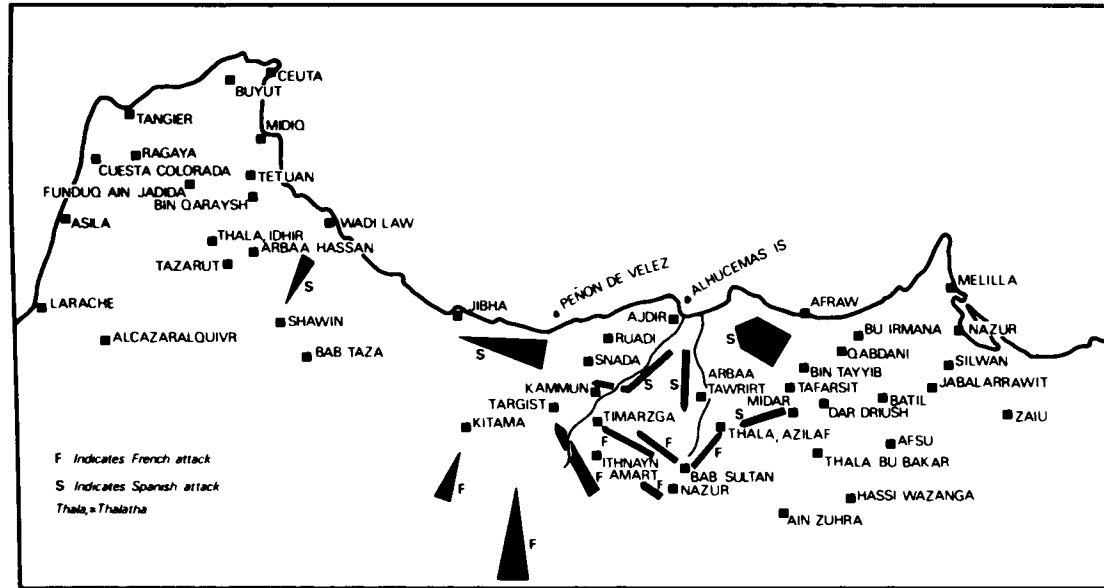 CEUTA
BUYUT
TANGIER
MIDIQ
RAGAYA
CUESTA COLORADA
TETUAN
FUNDUQ AIN JADIDA
BIN QARAYSH
ASILA
WADI LAW
THALA, IDHIR
ARBAA HASSAN
TAZARUT
S
LARACHE
SHAWIN
ALCAZARALQUIVR
BAB TAZA
JIBHA
PEÑON DE VELEZ
ALHUCEMAS IS
AJDIR
RUADI
SNADA
S
S
S
S
AFRAW
MELILLA
BU IRMANA
NAZUR
QABDANI
SILWAN
BIN TAYYIB
ARBAA
TAWRIRT
TAFARSIT
JABALARRAWIT
KAMMUN
MIDAR
BATIL
TARGIST
S
DAR DRIUSH
ZAIU
KITAMA
TIMARZGA
THALA, AZILAF
F
F
F
AFSU
ITHNAYN
AMART
BAB SULTAN
THALA BU BAKAR
F
F
F
NAZUR
HASSI WAZANGA
AIN ZUHRA
F
F Indicates French attack
S Indicates Spanish attack
Thala,=Thalatha